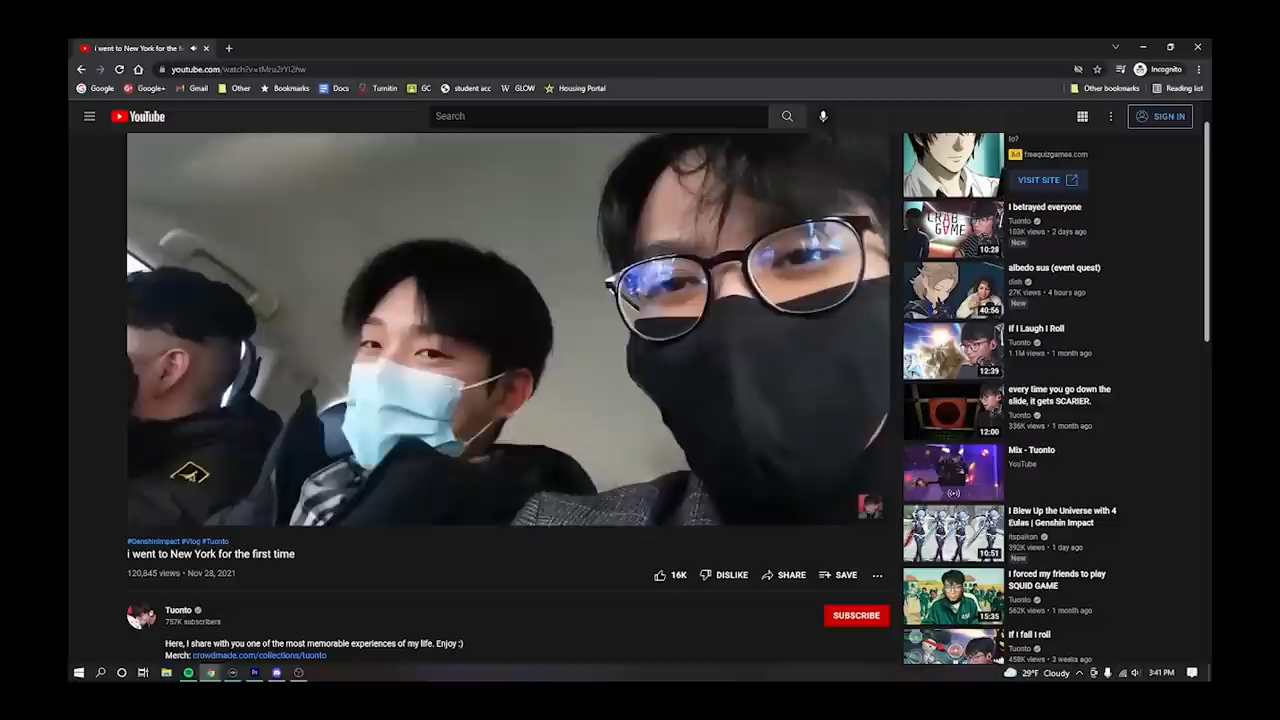 i went to New York for the fi
youtube.com/watch?v=tMru2rYI2hw
Incognito
Google
Google+
Gmail
Other
Bookmarks
Docs
Turnitin
GC
student acc
GLOW
Housing Portal
Other bookmarks
Reading list
YouTube
Search
SIGN IN
to?
Ad freequizgames.com
VISIT SITE
CRAB
GAME
10:28
I betrayed everyone
Tuonto
103K views • 2 days ago
New
40:56
albedo sus (event quest)
dish
27K views • 4 hours ago
New
12:39
If I Laugh I Roll
Tuonto
1.1M views • 1 month ago
12:00
every time you go down the
slide, it gets SCARIER.
Tuonto
336K views • 1 month ago
Mix - Tuonto
YouTube
10:51
I Blew Up the Universe with 4
Eulas | Genshin Impact
itspaikon
392K views • 1 day ago
New
15:35
I forced my friends to play
SQUID GAME
Tuonto
562K views • 1 month ago
If I fall I roll
Tuonto
458K views • 3 weeks ago
#GenshinImpact #Vlog #Tuonto
i went to New York for the first time
120,845 views • Nov 28, 2021
16K
DISLIKE
SHARE
SAVE
Tuonto
757K subscribers
SUBSCRIBE
Here, I share with you one of the most memorable experiences of my life. Enjoy :)
Merch: crowdmade.com/collections/tuonto
29°F Cloudy
3:41 PM